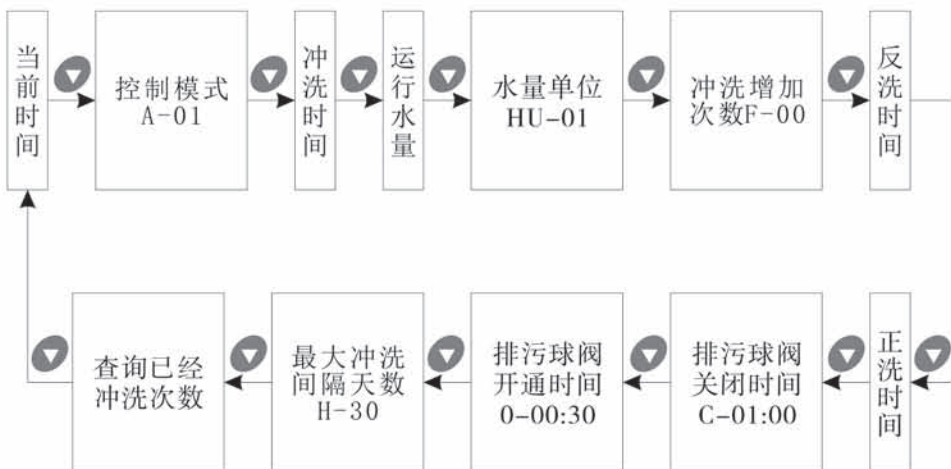 当前时间
控制模式
A-01
冲洗时间
运行水量
水量单位
HU-01
冲洗增加
次数F-00
反洗时间
正洗时间
排污球阀
关闭时间
C-01:00
排污球阀
开通时间
0-00:30
最大冲洗
间隔天数
H-30
查询已经
冲洗次数